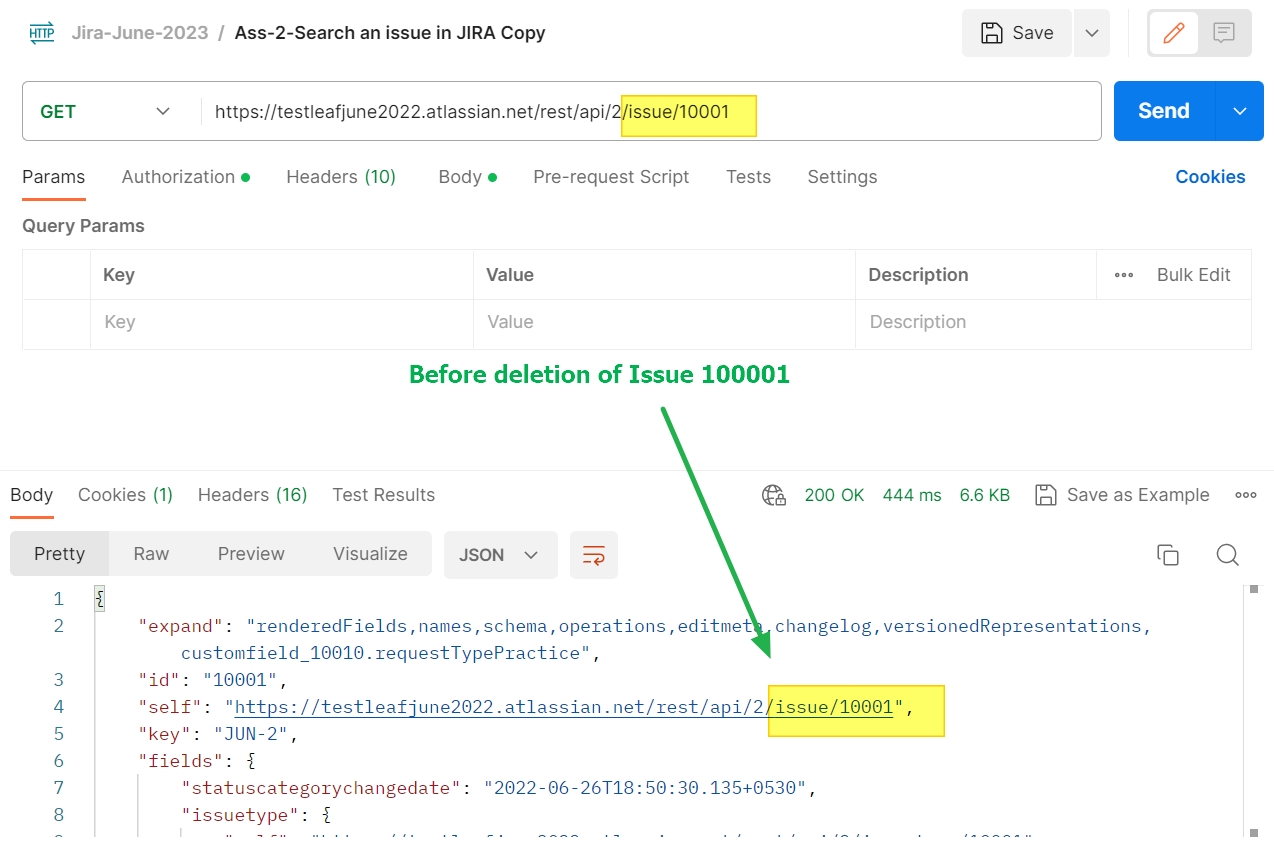 HTTP Jira-June-2023 / Ass-2-Search an issue in JIRA Copy Save
GET https://testleafjune2022.atlassian.net/rest/api/2/issue/10001 Send
Params Authorization Headers (10) Body Pre-request Script Tests Settings Cookies
Query Params
Key Value Description Bulk Edit
Key Value Description
Before deletion of Issue 100001
Body Cookies (1) Headers (16) Test Results 200 OK 444 ms 6.6 KB Save as Example
Pretty Raw Preview Visualize JSON
1 {
2 "expand": "renderedFields,names,schema,operations,editmeta,changelog,versionedRepresentations,
customfield_10010.requestTypePractice",
3 "id": "10001",
4 "self": "https://testleafjune2022.atlassian.net/rest/api/2/issue/10001",
5 "key": "JUN-2",
6 "fields": {
7 "statuscategorychangedate": "2022-06-26T18:50:30.135+0530",
8 "issuetype": {